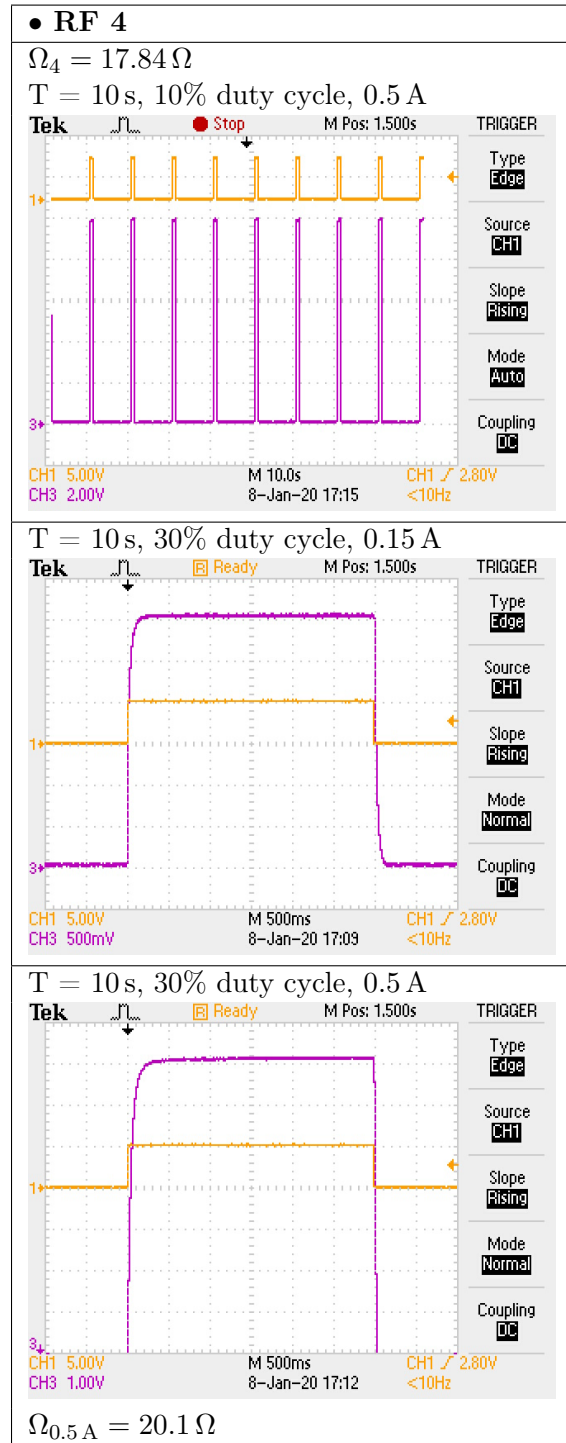 • RF 4
Ω₄ = 17.84 Ω
T = 10 s, 10% duty cycle, 0.5 A
Tek Stop M Pos: 1.500s TRIGGER
Type
Edge
1
Source
CH1
Slope
Rising
Mode
Auto
Coupling
DC
3
CH1 5.00V M 10.0s CH1 2.80V
CH3 2.00V 8-Jan-20 17:15 <10Hz
T = 10 s, 30% duty cycle, 0.15 A
Tek R Ready M Pos: 1.500s TRIGGER
Type
Edge
Source
CH1
1
Slope
Rising
Mode
Normal
3
Coupling
DC
CH1 5.00V M 500ms CH1 2.80V
CH3 500mV 8-Jan-20 17:09 <10Hz
T = 10 s, 30% duty cycle, 0.5 A
Tek R Ready M Pos: 1.500s TRIGGER
Type
Edge
Source
CH1
1
Slope
Rising
Mode
Normal
Coupling
DC
3
CH1 5.00V M 500ms CH1 2.80V
CH3 1.00V 8-Jan-20 17:12 <10Hz
Ω₀.₅ A = 20.1 Ω